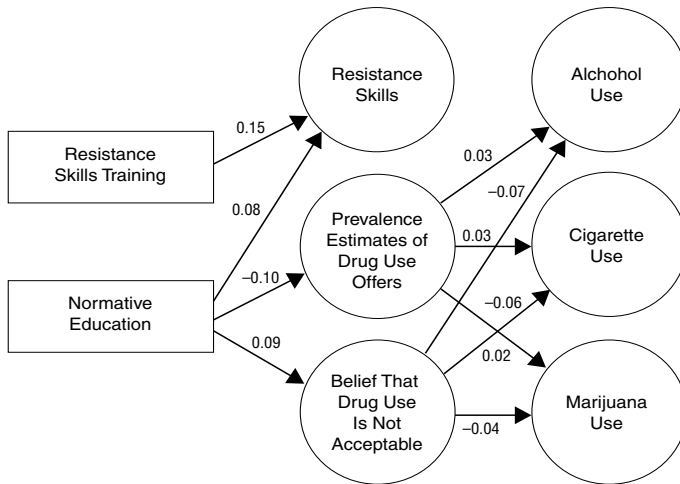 Resistance
Skills Training
Normative
Education
0.15
0.08
–0.10
0.09
Resistance
Skills
Prevalence
Estimates of
Drug Use
Offers
Belief That
Drug Use
Is Not
Acceptable
0.03
–0.07
0.03
–0.06
0.02
–0.04
Alchohol
Use
Cigarette
Use
Marijuana
Use